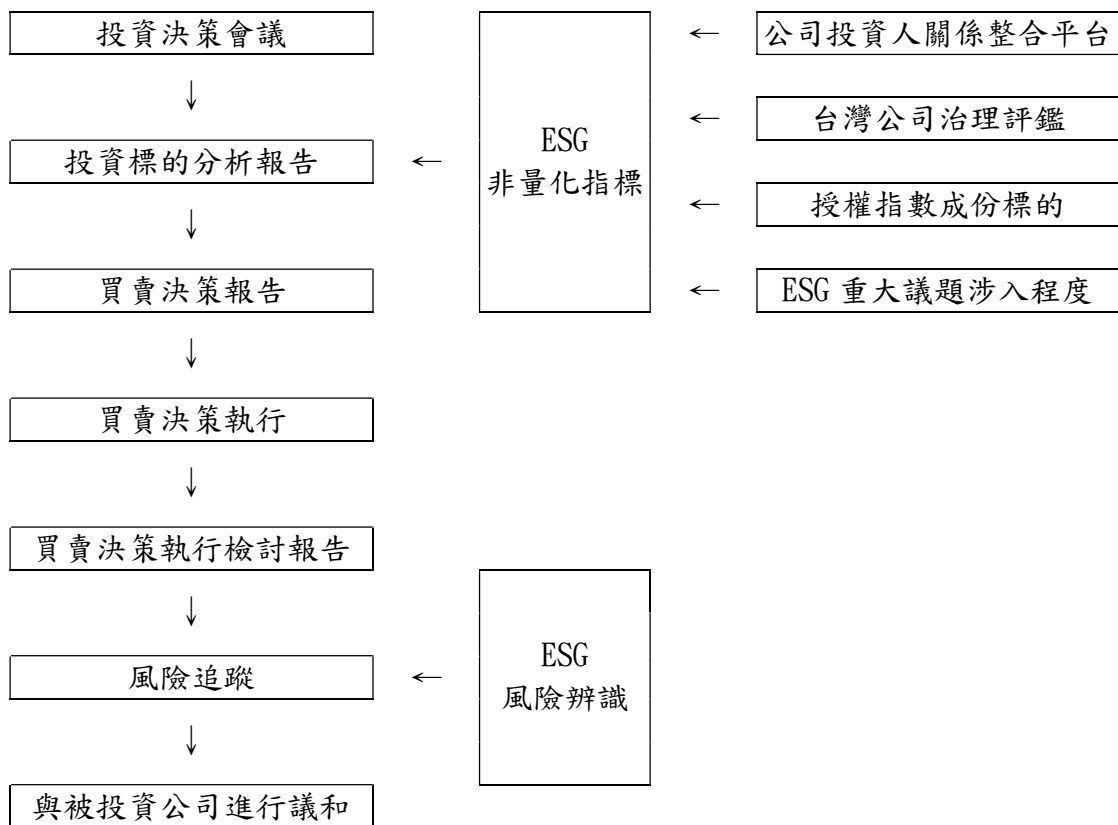 投資決策會議
↓
投資標的分析報告
↓
買賣決策報告
↓
買賣決策執行
↓
買賣決策執行檢討報告
↓
風險追蹤
↓
與被投資公司進行議和
←
ESG
非量化指標
←
公司投資人關係整合平台
←
台灣公司治理評鑑
←
授權指數成份標的
←
ESG 重大議題涉入程度
←
ESG
風險辨識